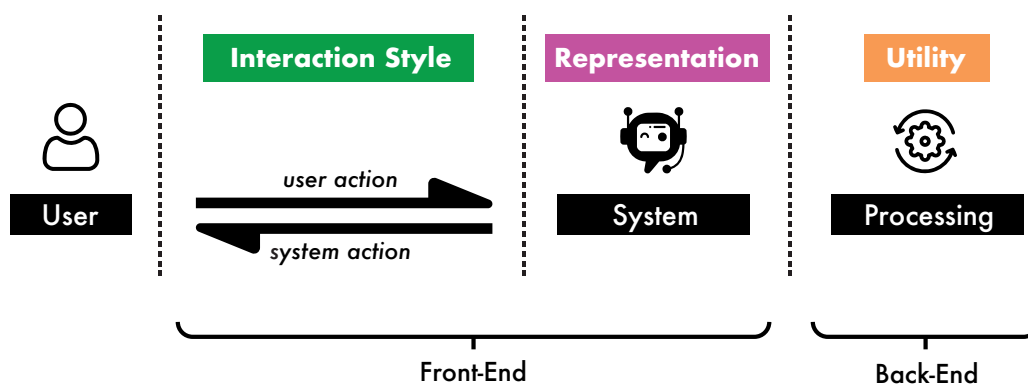 Interaction Style
Representation
Utility
user action
User
System
Processing
system action
Front-End
Back-End